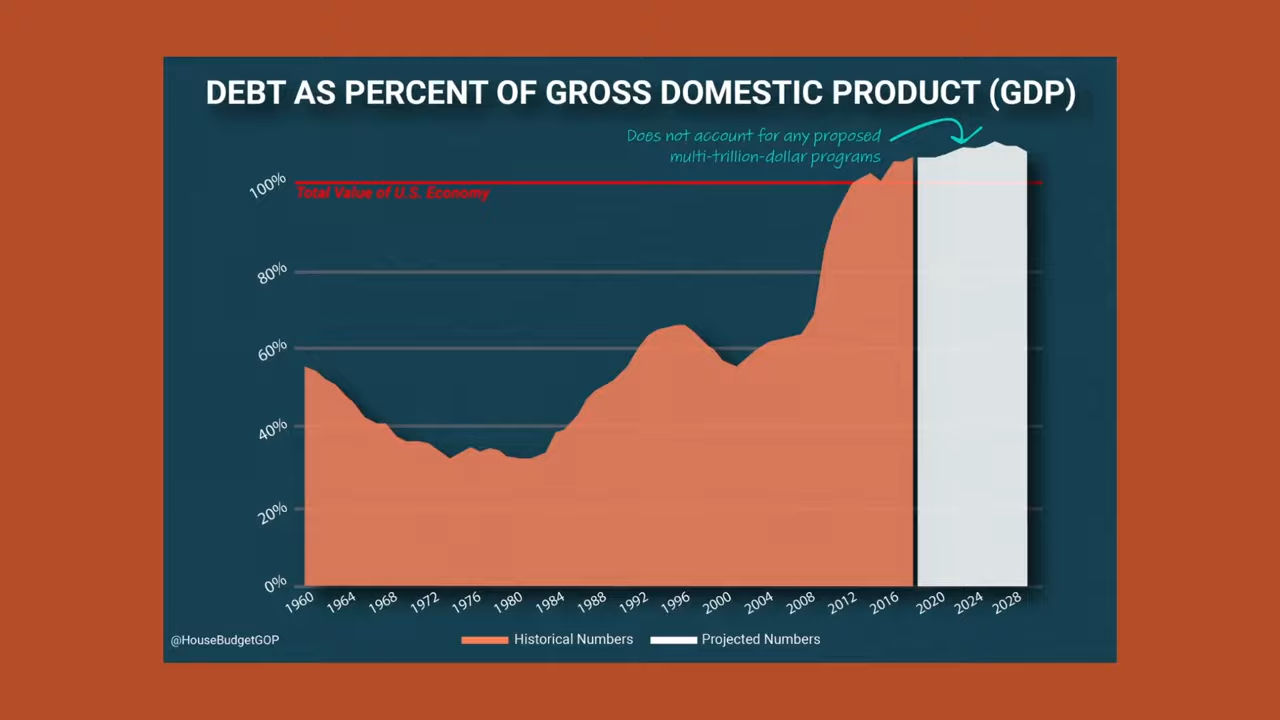 DEBT AS PERCENT OF GROSS DOMESTIC PRODUCT (GDP)
Does not account for any proposed
multi-trillion-dollar programs
100%
Total Value of U.S. Economy
80%
60%
40%
20%
0%
1960 1964 1968 1972 1976 1980 1984 1988 1992 1996 2000 2004 2008 2012 2016 2020 2024 2028
@HouseBudgetGOP
Historical Numbers
Projected Numbers